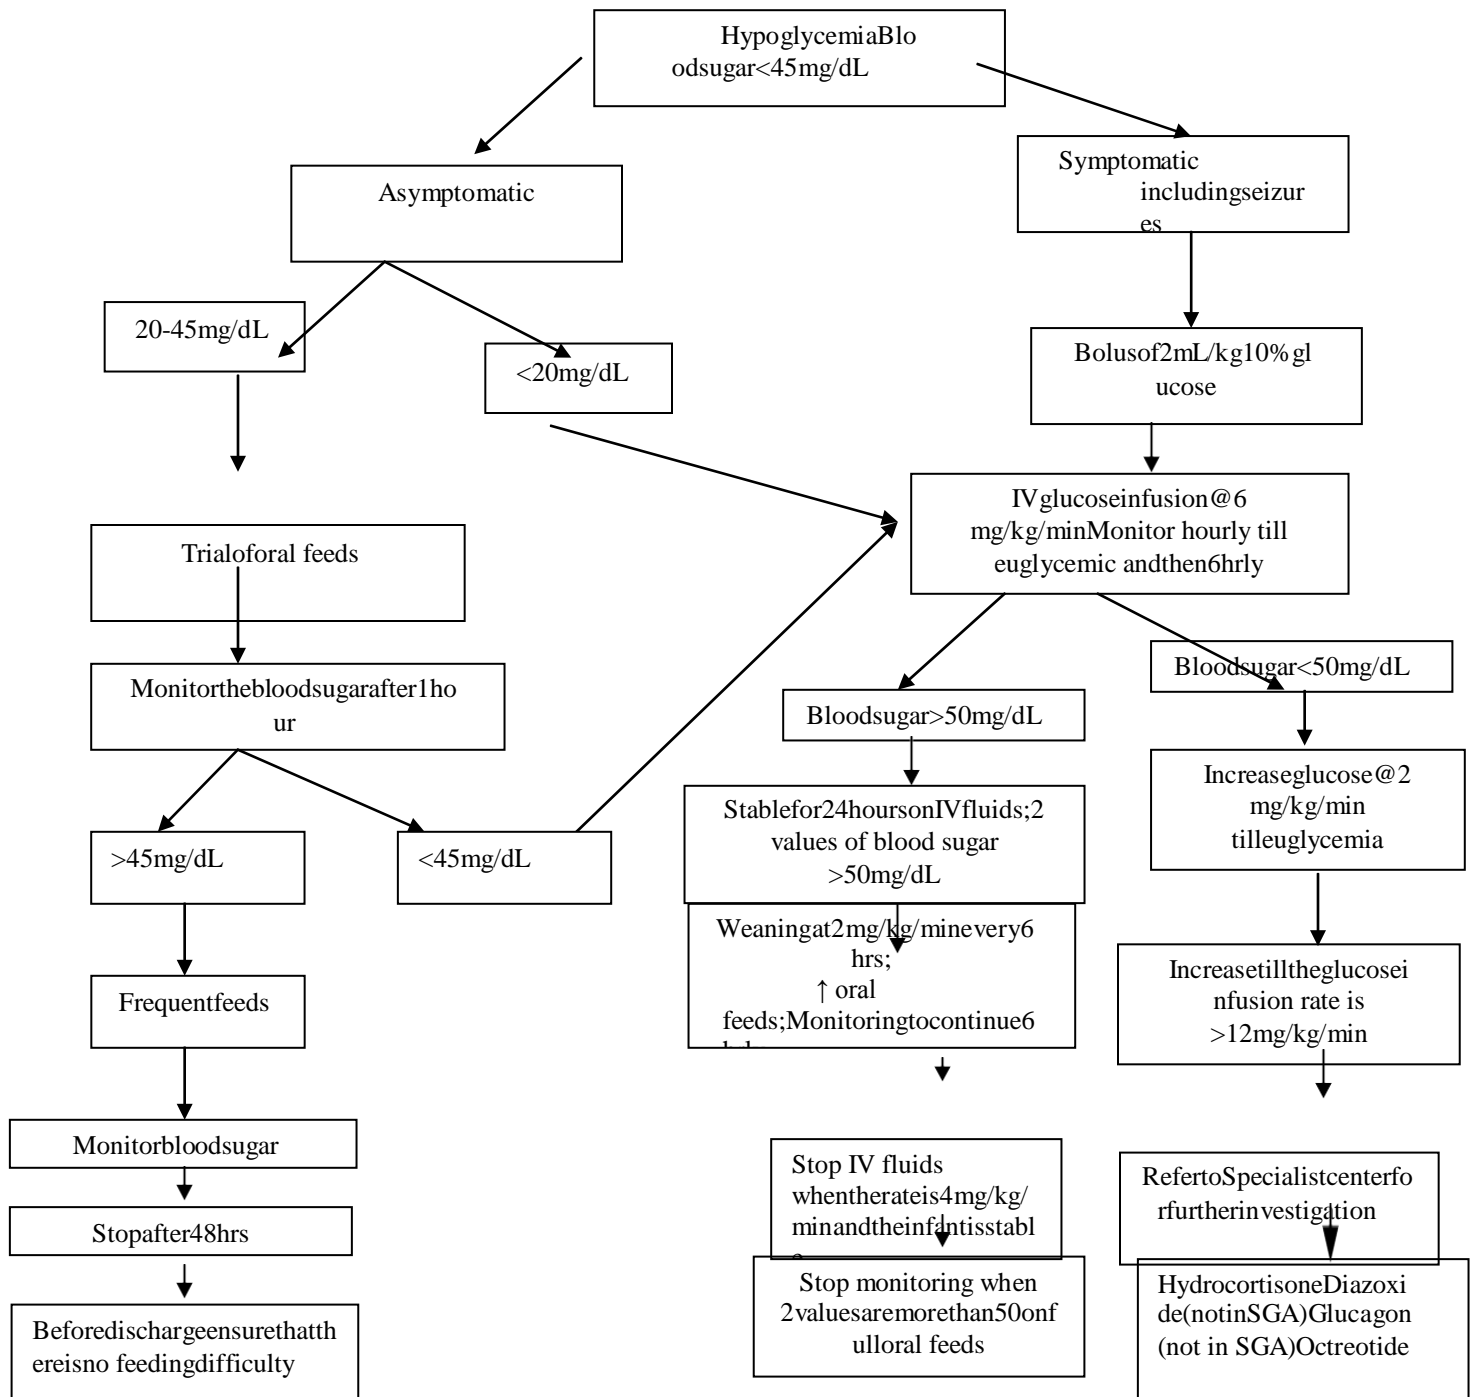 HypoglycemiaBlo
odsugar<45mg/dL
Asymptomatic
Symptomatic
includingseizur
es
20-45mg/dL
<20mg/dL
Bolusof2mL/kg10%gl
ucose
IVglucoseinfusion@6
mg/kg/minMonitor hourly till
euglycemic andthen6hrly
Trialoforal feeds
Monitorthebloodsugarafter1ho
ur
>45mg/dL
<45mg/dL
Bloodsugar>50mg/dL
Bloodsugar<50mg/dL
Stablefor24hoursonIVfluids;2
values of blood sugar
>50mg/dL
Increaseglucose@2
mg/kg/min
tilleuglycemia
Weaningat2mg/kg/minevery6
hrs;
↑ oral
feeds;Monitoringtocontinue6
Increasetilltheglucosei
nfusion rate is
>12mg/kg/min
Frequentfeeds
Monitorbloodsugar
Stopafter48hrs
Beforedischargeensurethatth
ereisno feedingdifficulty
Stop IV fluids
whentherateis4mg/kg/
minandtheinfantisstabl
Stop monitoring when
2valuesaremorethan50onf
ulloral feeds
RefertoSpecialistcenterfo
rfurtherinvestigation
HydrocortisoneDiazoxi
de(notinSGA)Glucagon
(not in SGA)Octreotide